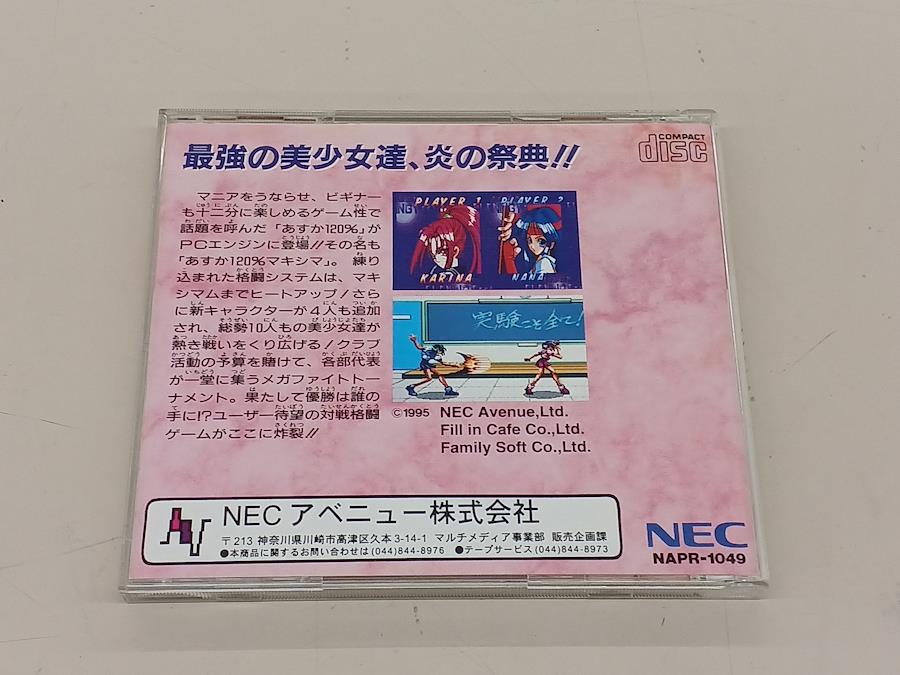 最強の美少女達、炎の祭典!!
COMPACT
disc
マニアをうならせ、ビギナー
も十二分に楽しめるゲーム性で
話題を呼んだ「あすか120%」が
PCエンジンに登場!!その名も
「あすか120%マキシマ」。練り
込まれた格闘システムは、マキ
シマムまでヒートアップ!さら
に新キャラクターが4人も追加
され、総勢10人もの美少女達が
熱き戦いをくり広げる!クラブ
活動の予算を賭けて、各部代表
が一堂に集うメガファイトトー
ナメント。果たして優勝は誰の
手に!?ユーザー待望の対戦格闘
ゲームがここに炸裂!!
PLAYER 1 PLAYER 2
KARINA NANA
実験こそ全て!
©1995 NEC Avenue,Ltd.
Fill in Cafe Co.,Ltd.
Family Soft Co.,Ltd.
NEC アベニュー株式会社
〒213 神奈川県川崎市高津区久本3-14-1 マルチメディア事業部 販売企画課
●本商品に関するお問い合わせは(044)844-8976 ●テープサービス(044)844-8973
NEC
NAPR-1049